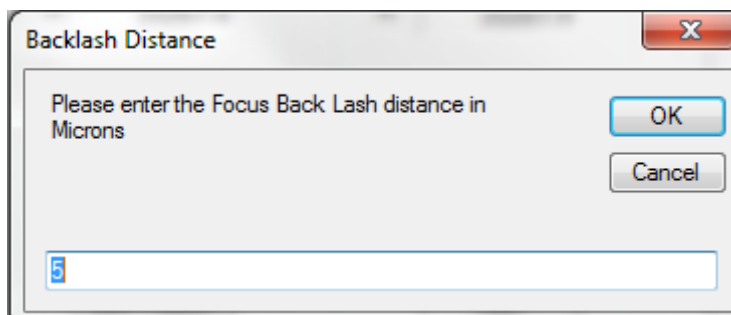 Backlash Distance
Please enter the Focus Back Lash distance in
Microns
OK
Cancel
5